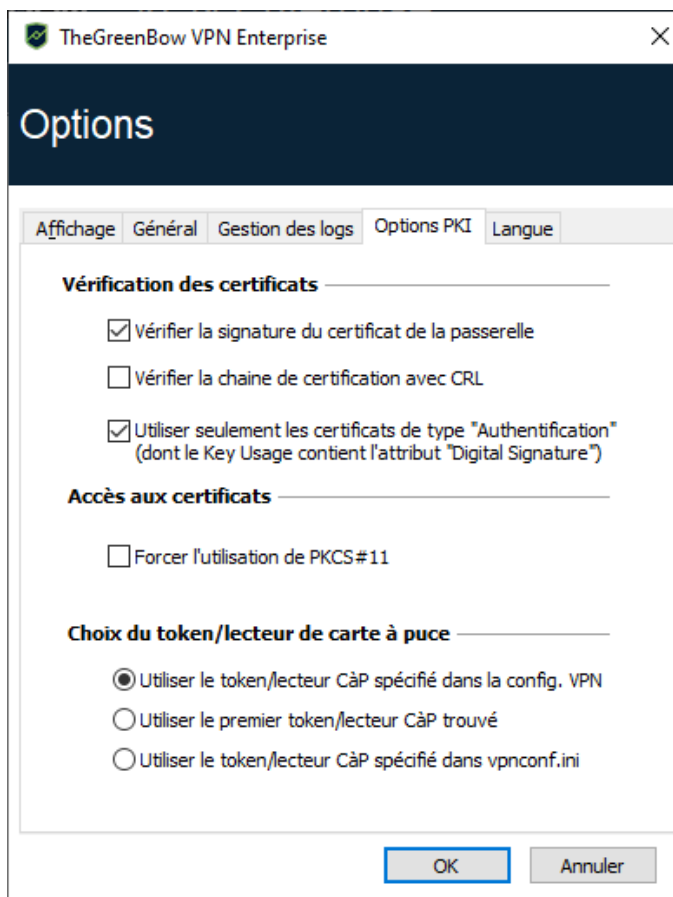 TheGreenBow VPN Enterprise
Options
Affichage Général Gestion des logs Options PKI Langue
Vérification des certificats
Vérifier la signature du certificat de la passerelle
Vérifier la chaine de certification avec CRL
Utiliser seulement les certificats de type "Authentification"
(dont le Key Usage contient l'attribut "Digital Signature")
Accès aux certificats
Forcer l'utilisation de PKCS#11
Choix du token/lecteur de carte à puce
Utiliser le token/lecteur CàP spécifié dans la config. VPN
Utiliser le premier token/lecteur CàP trouvé
Utiliser le token/lecteur CàP spécifié dans vpnconf.ini
OK Annuler